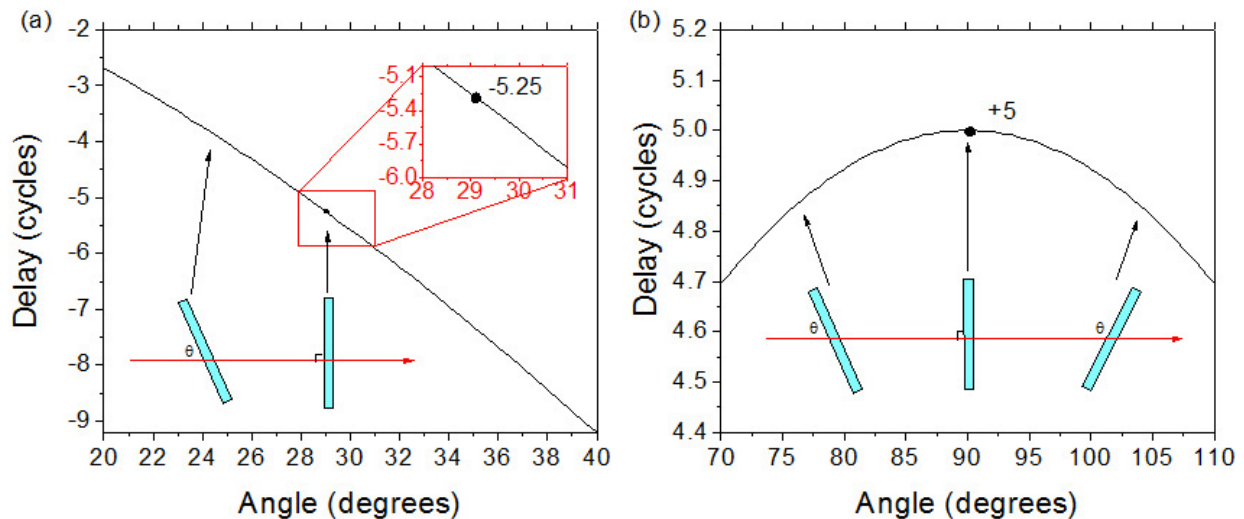 (a)
-2
-3
-4
-5
-6
-7
-8
-9
Delay (cycles)
20 22 24 26 28 30 32 34 36 38 40
Angle (degrees)
-5.1
-5.4
-5.7
-6.0
28 29 30 31
-5.25
θ
(b)
5.2
5.1
5.0
4.9
4.8
4.7
4.6
4.5
4.4
Delay (cycles)
70 75 80 85 90 95 100 105 110
Angle (degrees)
+5
θ
θ